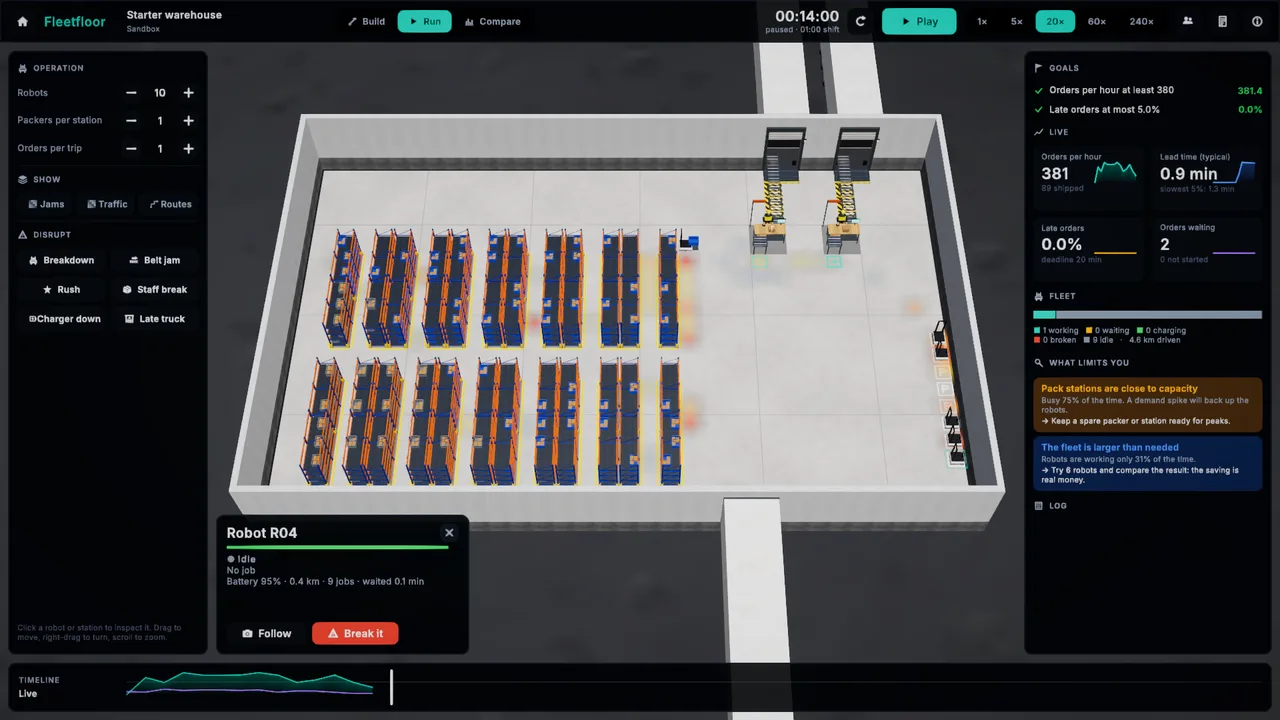 Fleetfloor
Starter warehouse
Sandbox
Build
Run
Compare
00:14:00
paused · 01:00 shift
Play
1×
5×
20×
60×
240×
OPERATION
Robots
10
Packers per station
1
Orders per trip
1
SHOW
Jams
Traffic
Routes
DISRUPT
Breakdown
Belt jam
Rush
Staff break
Charger down
Late truck
Click a robot or station to inspect it. Drag to
move, right-drag to turn, scroll to zoom.
Robot R04
Idle
No job
Battery 95% · 0.4 km · 9 jobs · waited 0.1 min
Follow
Break it
GOALS
Orders per hour at least 380
381.4
Late orders at most 5.0%
0.0%
LIVE
Orders per hour
381
89 shipped
Lead time (typical)
0.9 min
slowest 5%: 1.3 min
Late orders
0.0%
deadline 20 min
Orders waiting
2
0 not started
FLEET
1 working
0 waiting
0 charging
0 broken
9 idle · 4.6 km driven
WHAT LIMITS YOU
Pack stations are close to capacity
Busy 75% of the time. A demand spike will back up the
robots.
→ Keep a spare packer or station ready for peaks.
The fleet is larger than needed
Robots are working only 31% of the time.
→ Try 6 robots and compare the result: the saving is
real money.
LOG
TIMELINE
Live